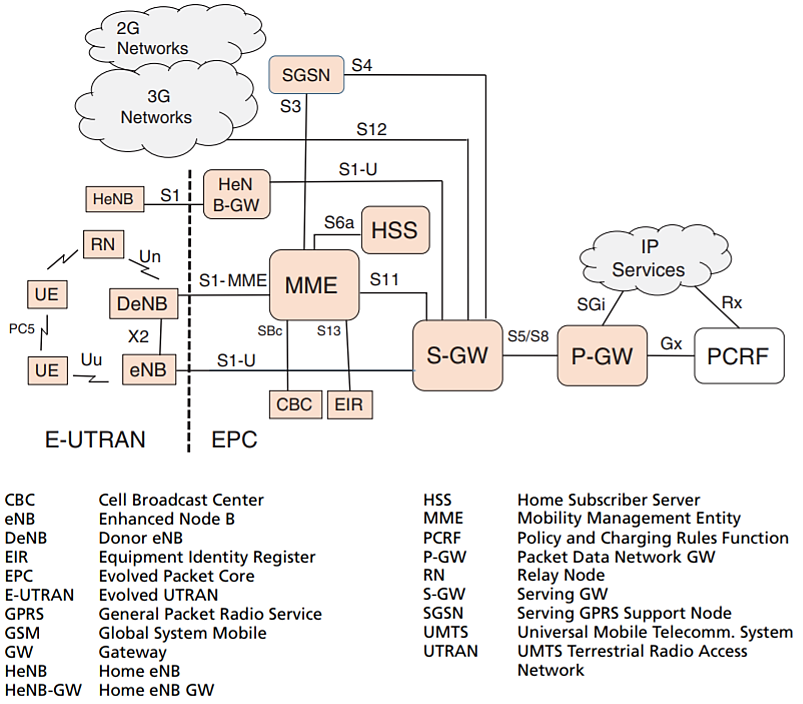 2G
Networks
3G
Networks
SGSN
S4
S3
S12
S1-U
HeNB
S1
HeN
B-GW
S6a
HSS
RN
Un
IP
Services
UE
DeNB
S1-MME
MME
S11
SGi
Rx
PC5
X2
SBc
S13
S5/S8
Gx
UE
Uu
eNB
S1-U
S-GW
P-GW
PCRF
CBC
EIR
E-UTRAN
EPC
CBC Cell Broadcast Center
eNB Enhanced Node B
DeNB Donor eNB
EIR Equipment Identity Register
EPC Evolved Packet Core
E-UTRAN Evolved UTRAN
GPRS General Packet Radio Service
GSM Global System Mobile
GW Gateway
HeNB Home eNB
HeNB-GW Home eNB GW
HSS Home Subscriber Server
MME Mobility Management Entity
PCRF Policy and Charging Rules Function
P-GW Packet Data Network GW
RN Relay Node
S-GW Serving GW
SGSN Serving GPRS Support Node
UMTS Universal Mobile Telecomm. System
UTRAN UMTS Terrestrial Radio Access
Network